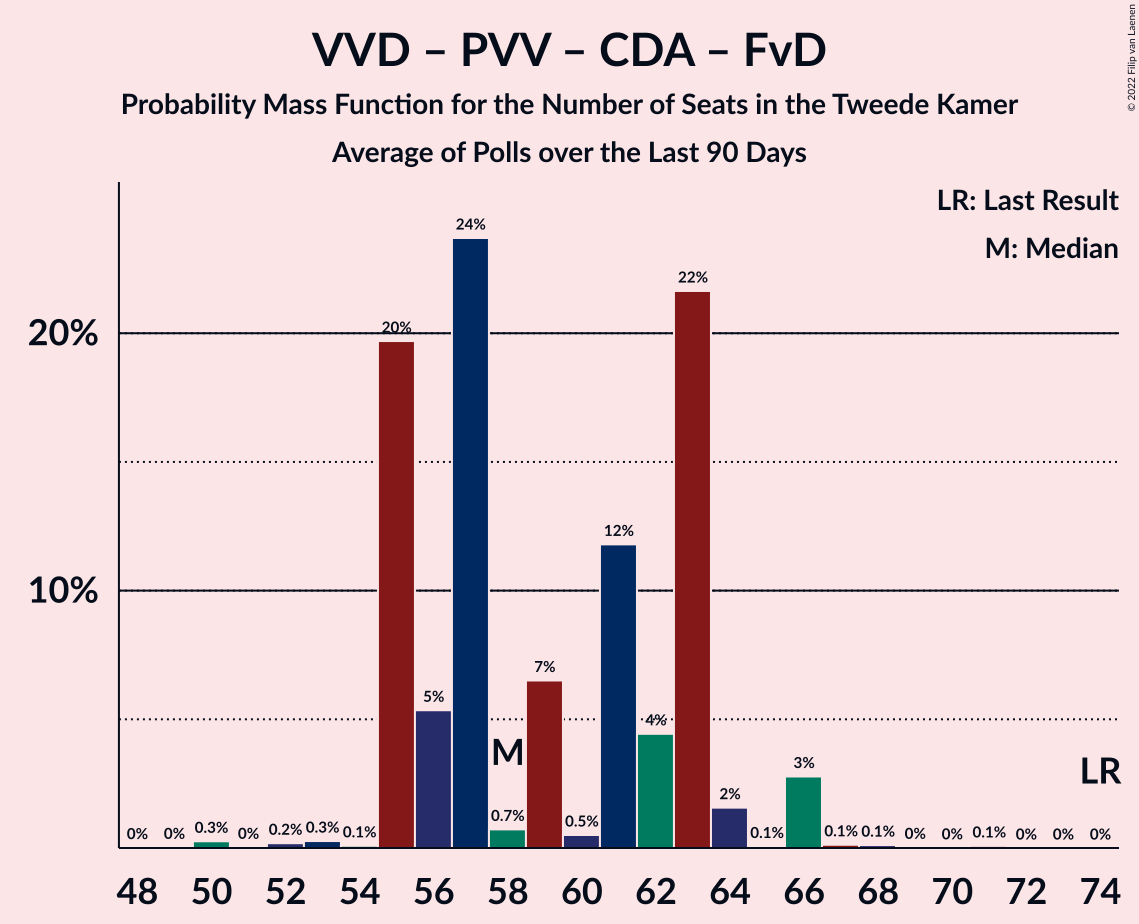 VVD – PVV – CDA – FvD
Probability Mass Function for the Number of Seats in the Tweede Kamer
Average of Polls over the Last 90 Days
© 2022 Filip van Laenen
LR: Last Result
M: Median
20%
10%
0% 0% 0.3% 0% 0.2% 0.3% 0.1% 20% 5% 24% 0.7% 7% 0.5% 12% 4% 22% 2% 0.1% 3% 0.1% 0.1% 0% 0% 0.1% 0% 0% 0%
M
LR
48 50 52 54 56 58 60 62 64 66 68 70 72 74